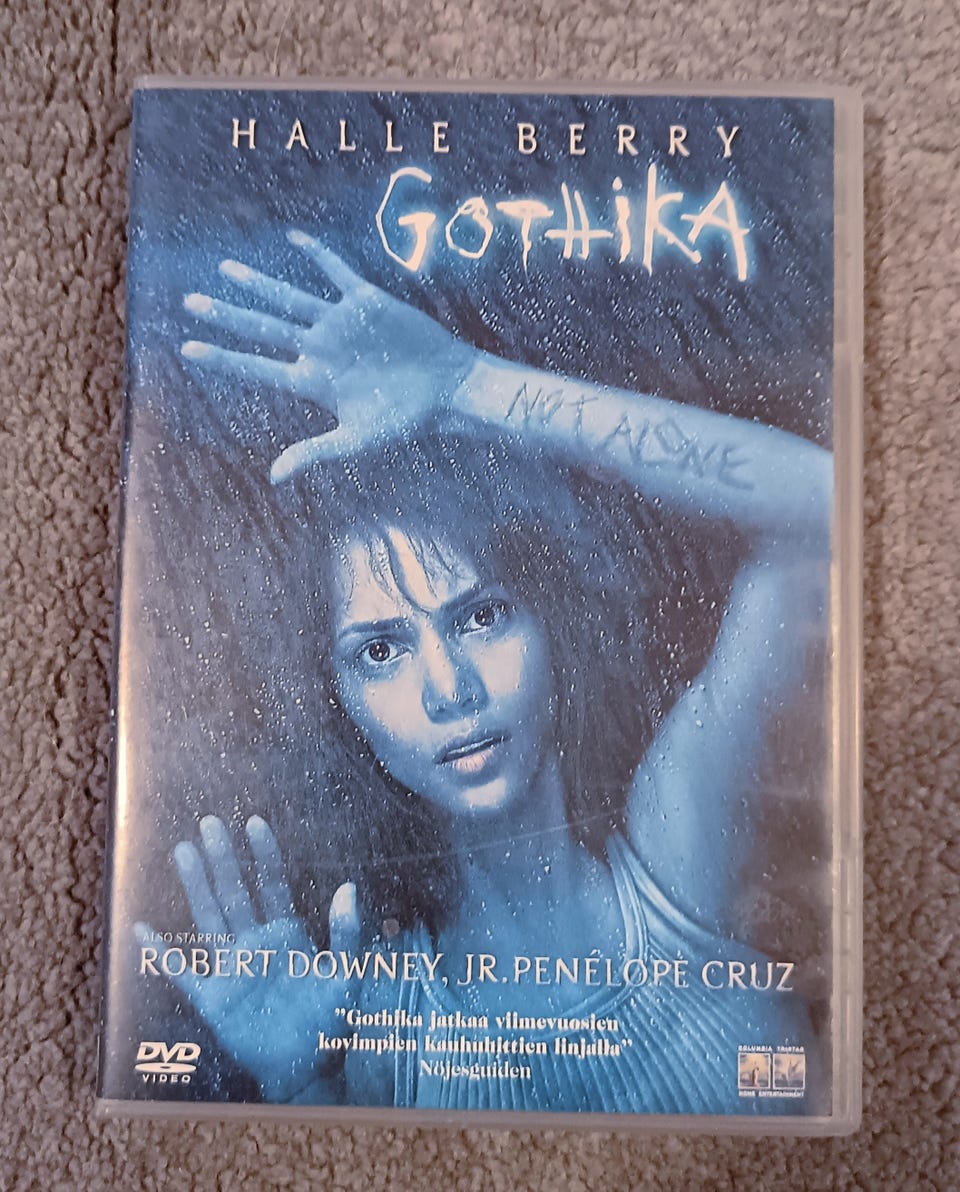 HALLE BERRY
GOTHIKA
NOT ALONE
ALSO STARRING
ROBERT DOWNEY, JR. PENÉLOPE CRUZ
"Gothika jatkaa viimevuosien
kovimpien kauhuhittien linjalla"
Nöjesguiden
DVD
VIDEO
COLUMBIA TRISTAR
HOME ENTERTAINMENT